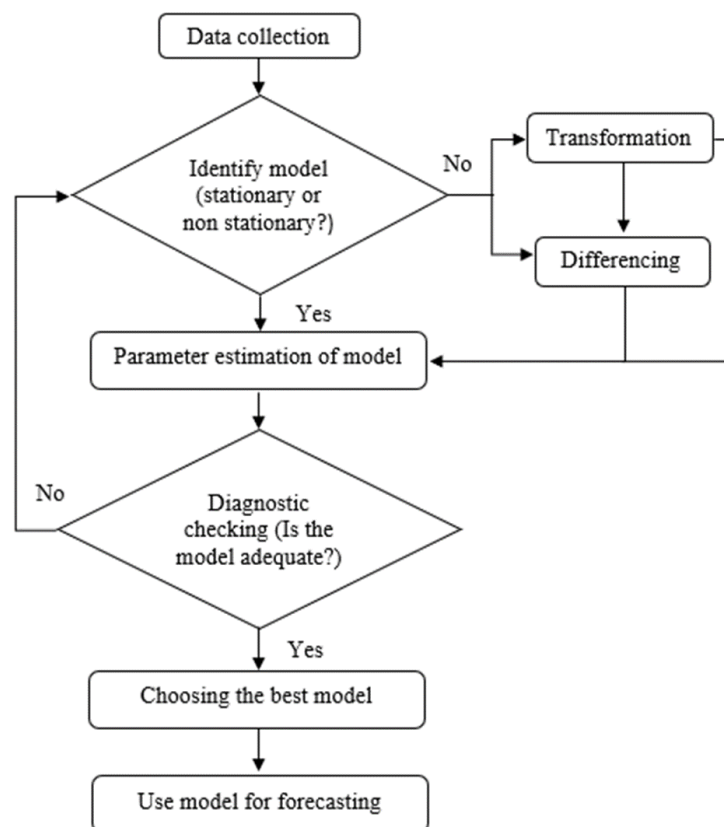 Data collection
Identify model
(stationary or
non stationary?)
No
Transformation
Differencing
Yes
Parameter estimation of model
No
Diagnostic
checking (Is the
model adequate?)
Yes
Choosing the best model
Use model for forecasting